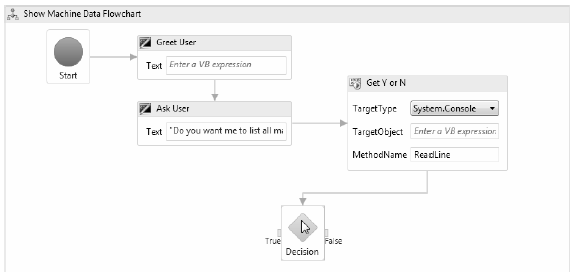 Show Machine Data Flowchart
Start
Greet User
Text Enter a VB expression
Ask User
Text "Do you want me to list all ma
Get Y or N
TargetType System.Console
TargetObject Enter a VB expression
MethodName ReadLine
True Decision False